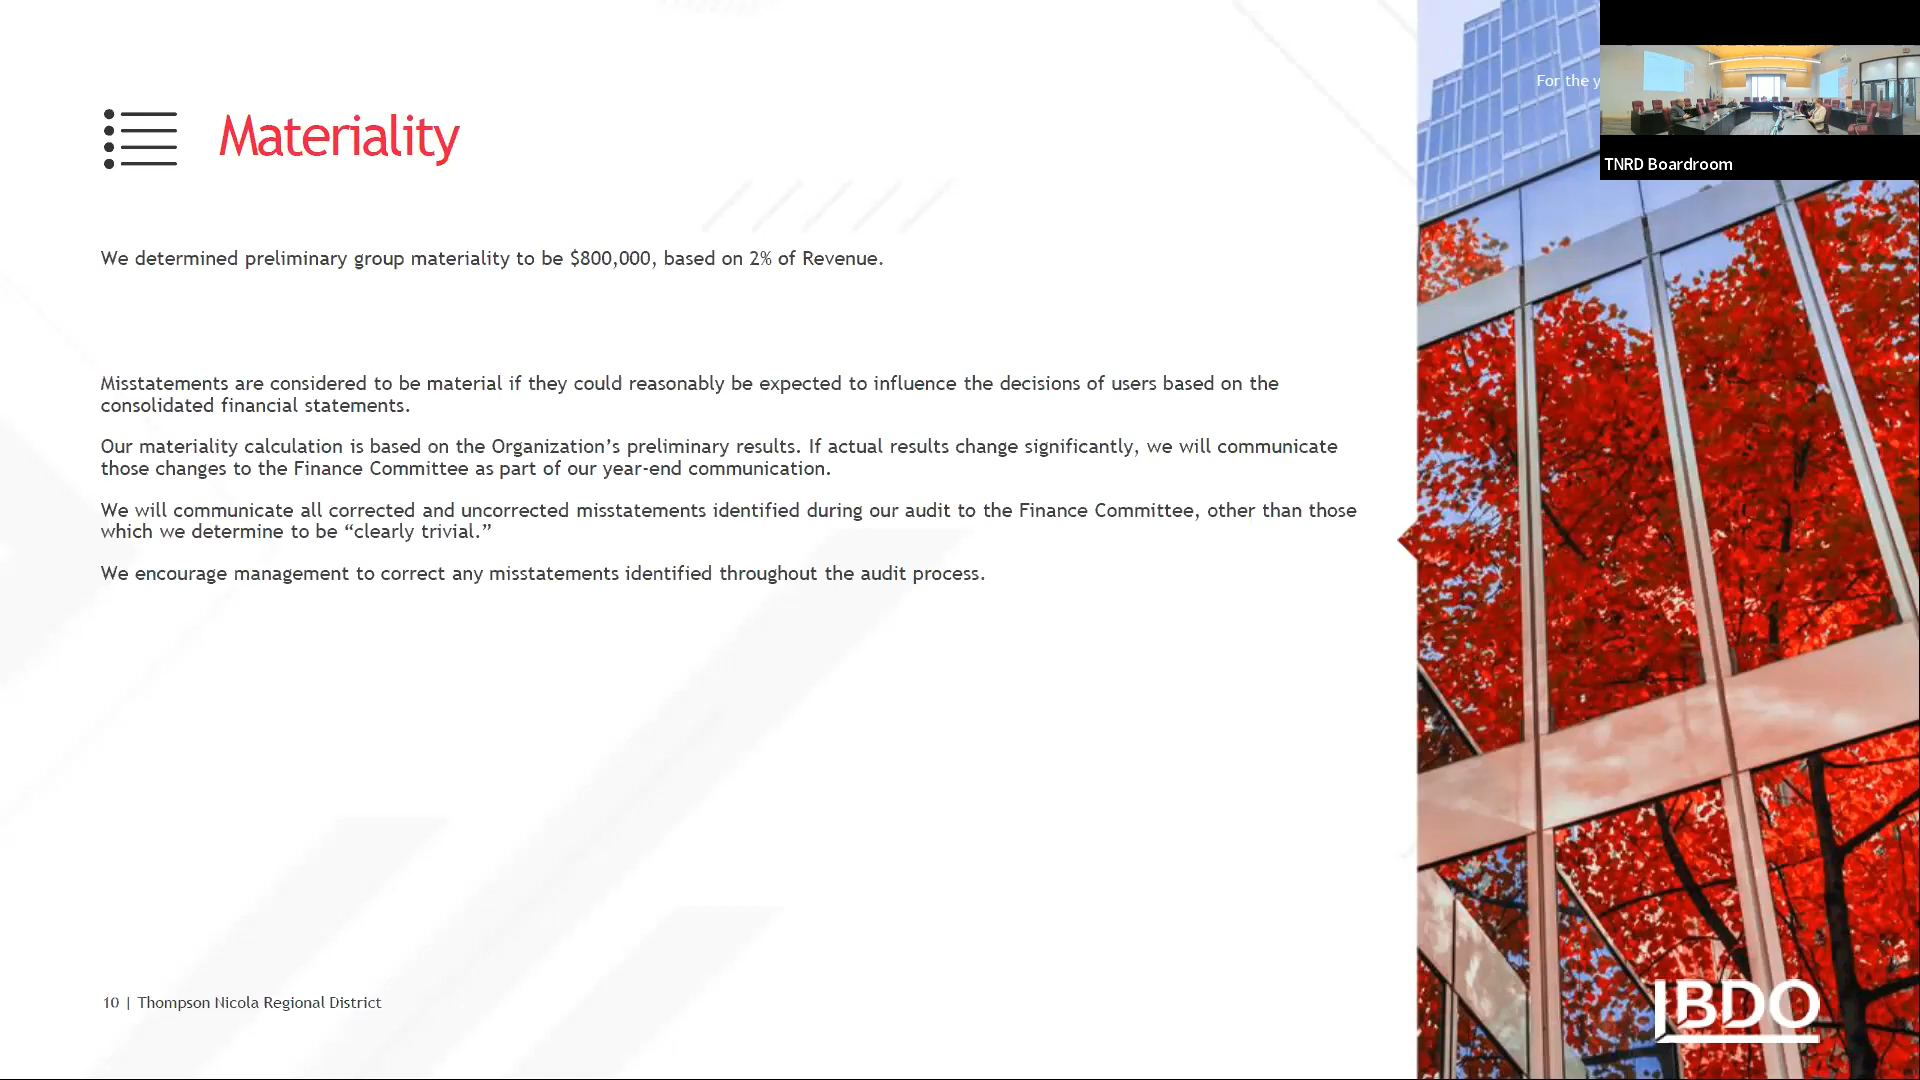 For the y
TNRD Boardroom
Materiality
We determined preliminary group materiality to be $800,000, based on 2% of Revenue.
Misstatements are considered to be material if they could reasonably be expected to influence the decisions of users based on the
consolidated financial statements.
Our materiality calculation is based on the Organization’s preliminary results. If actual results change significantly, we will communicate
those changes to the Finance Committee as part of our year-end communication.
We will communicate all corrected and uncorrected misstatements identified during our audit to the Finance Committee, other than those
which we determine to be “clearly trivial.”
We encourage management to correct any misstatements identified throughout the audit process.
10 | Thompson Nicola Regional District
BDO